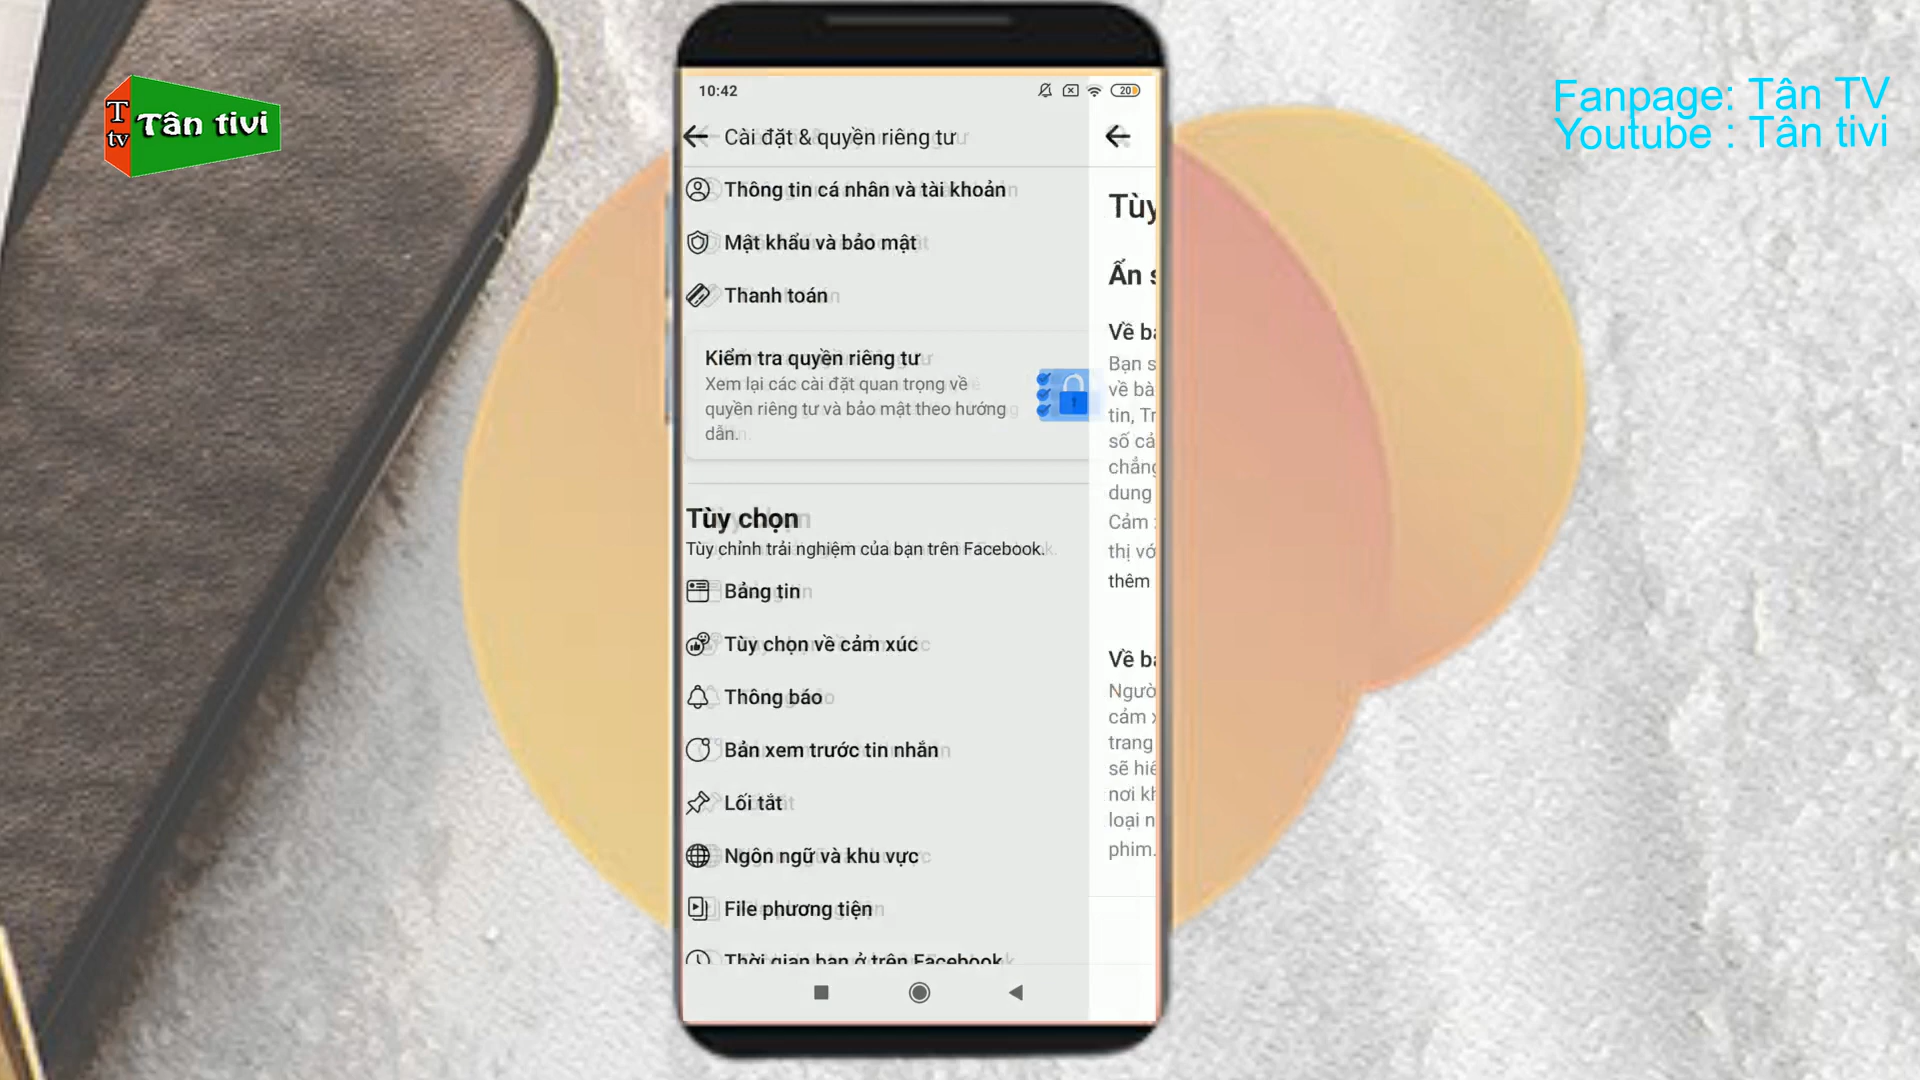 T
tv
Tân tivi
Fanpage: Tân TV
Youtube : Tân tivi
10:42
20
Cài đặt & quyền riêng tư
Thông tin cá nhân và tài khoản
Mật khẩu và bảo mật
Thanh toán
Kiểm tra quyền riêng tư
Xem lại các cài đặt quan trọng về
quyền riêng tư và bảo mật theo hướng
dẫn.
Tùy chọn
Tùy chỉnh trải nghiệm của bạn trên Facebook.
Bảng tin
Tùy chọn về cảm xúc
Thông báo
Bản xem trước tin nhắn
Lối tắt
Ngôn ngữ và khu vực
File phương tiện
Thời gian bạn ở trên Facebook
Tùy
Ẩn s
Về bà
Bạn s
về bà
tin, Tr
số cả
chẳng
dung
Cảm
thị vớ
thêm
Về bà
Ngườ
cảm x
trang
sẽ hiể
nơi kh
loại n
phim.